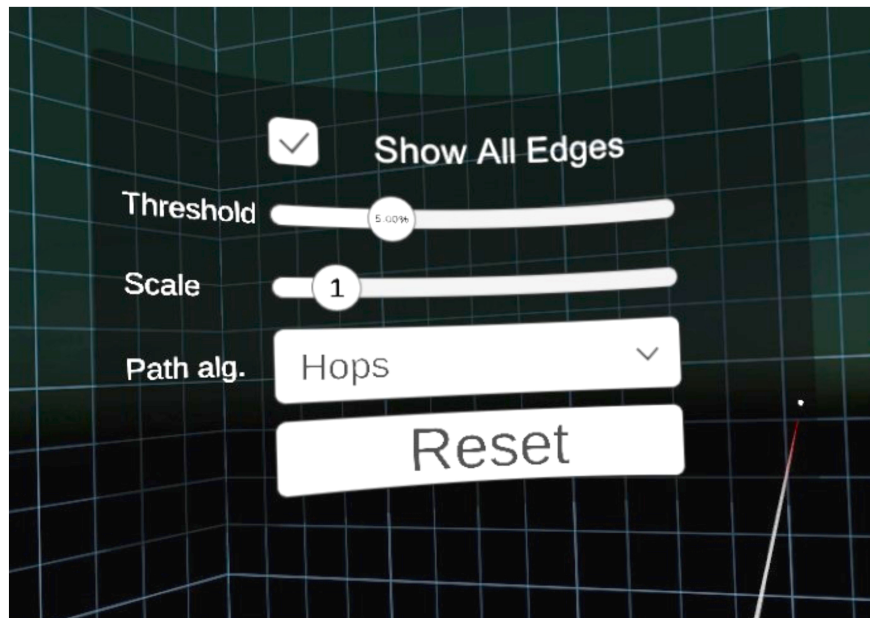 Show All Edges
Threshold 5.00%
Scale 1
Path alg. Hops
Reset